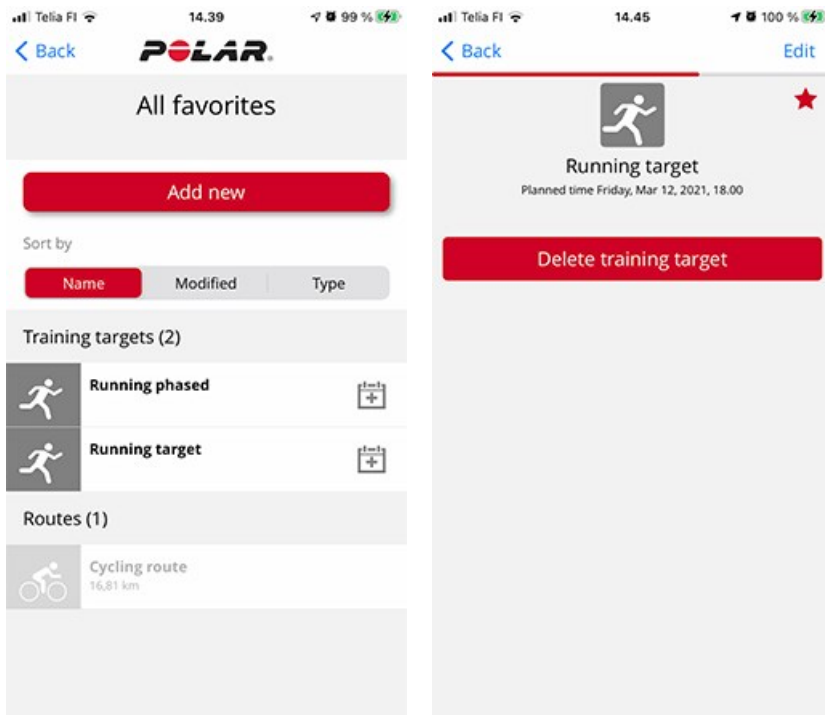 Telia FI 14.39 99 %
Back POLAR.
All favorites
Add new
Sort by
Name Modified Type
Training targets (2)
Running phased
Running target
Routes (1)
Cycling route
16,81 km
Telia FI 14.45 100 %
Back Edit
Running target
Planned time Friday, Mar 12, 2021, 18.00
Delete training target